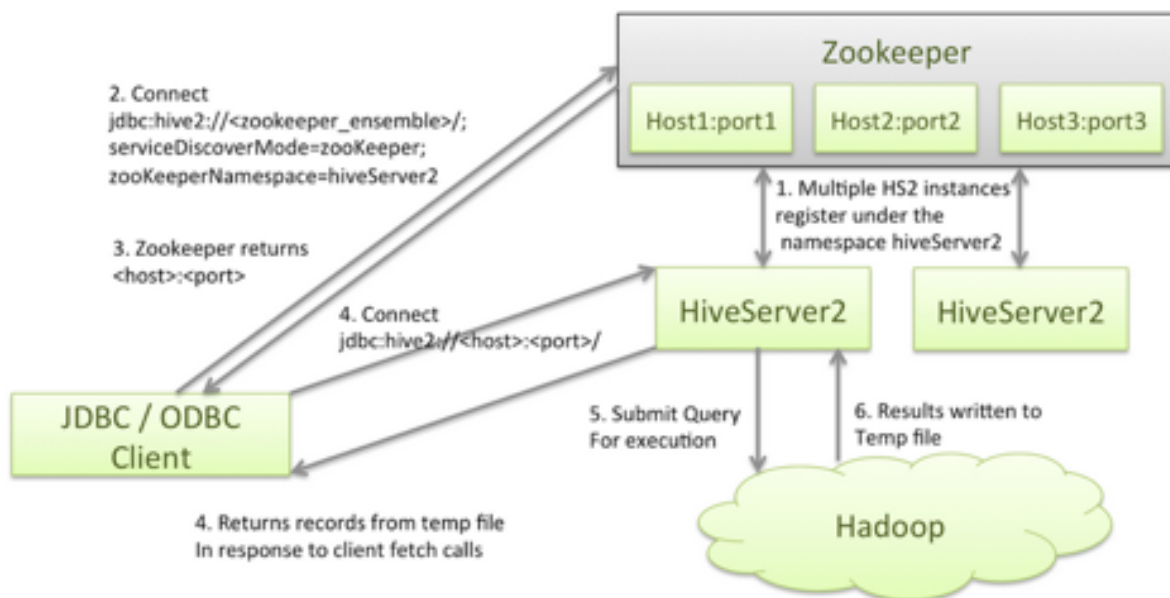 Zookeeper
Host1:port1
Host2:port2
Host3:port3
2. Connect
jdbc:hive2://<zookeeper_ensemble>/;
serviceDiscoverMode=zooKeeper;
zooKeeperNamespace=hiveServer2
1. Multiple HS2 instances
register under the
namespace hiveServer2
3. Zookeeper returns
<host>:<port>
HiveServer2
HiveServer2
4. Connect
jdbc:hive2://<host>:<port>/
JDBC / ODBC
Client
5. Submit Query
For execution
6. Results written to
Temp file
4. Returns records from temp file
In response to client fetch calls
Hadoop